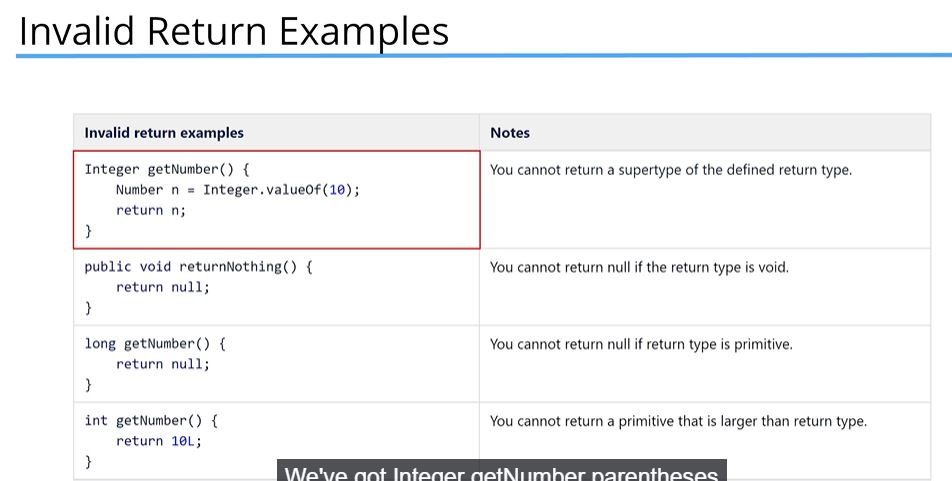 Invalid Return Examples
Invalid return examples
Notes
Integer getNumber() {
Number n = Integer.valueOf(10);
return n;
}
You cannot return a supertype of the defined return type.
public void returnNothing() {
return null;
}
You cannot return null if the return type is void.
long getNumber() {
return null;
}
You cannot return null if return type is primitive.
int getNumber() {
return 10L;
}
You cannot return a primitive that is larger than return type.
We've got Integer getNumber parentheses